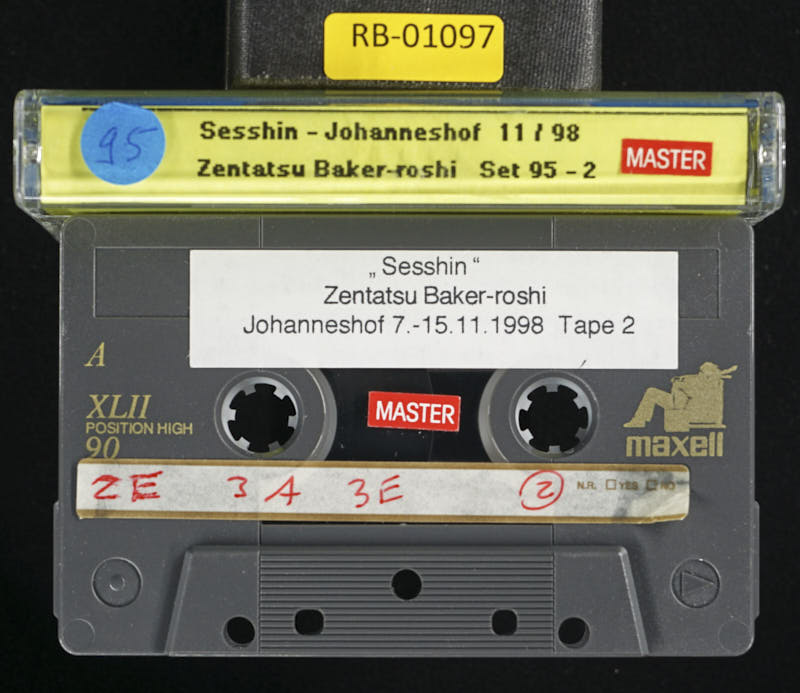 RB-01097
95
Sesshin - Johanneshof 11 / 98
Zentatsu Baker-roshi Set 95 - 2
MASTER
„Sesshin“
Zentatsu Baker-roshi
Johanneshof 7.-15.11.1998 Tape 2
A
XLII
POSITION HIGH
90
MASTER
maxell
2E 3A 3E 2
N.R. YES NO